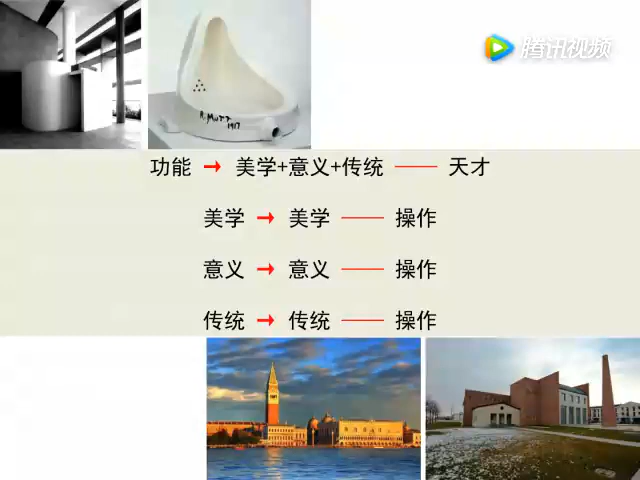 腾讯视频
R. MUTT
1917
功能 → 美学+意义+传统 —— 天才
美学 → 美学 —— 操作
意义 → 意义 —— 操作
传统 → 传统 —— 操作